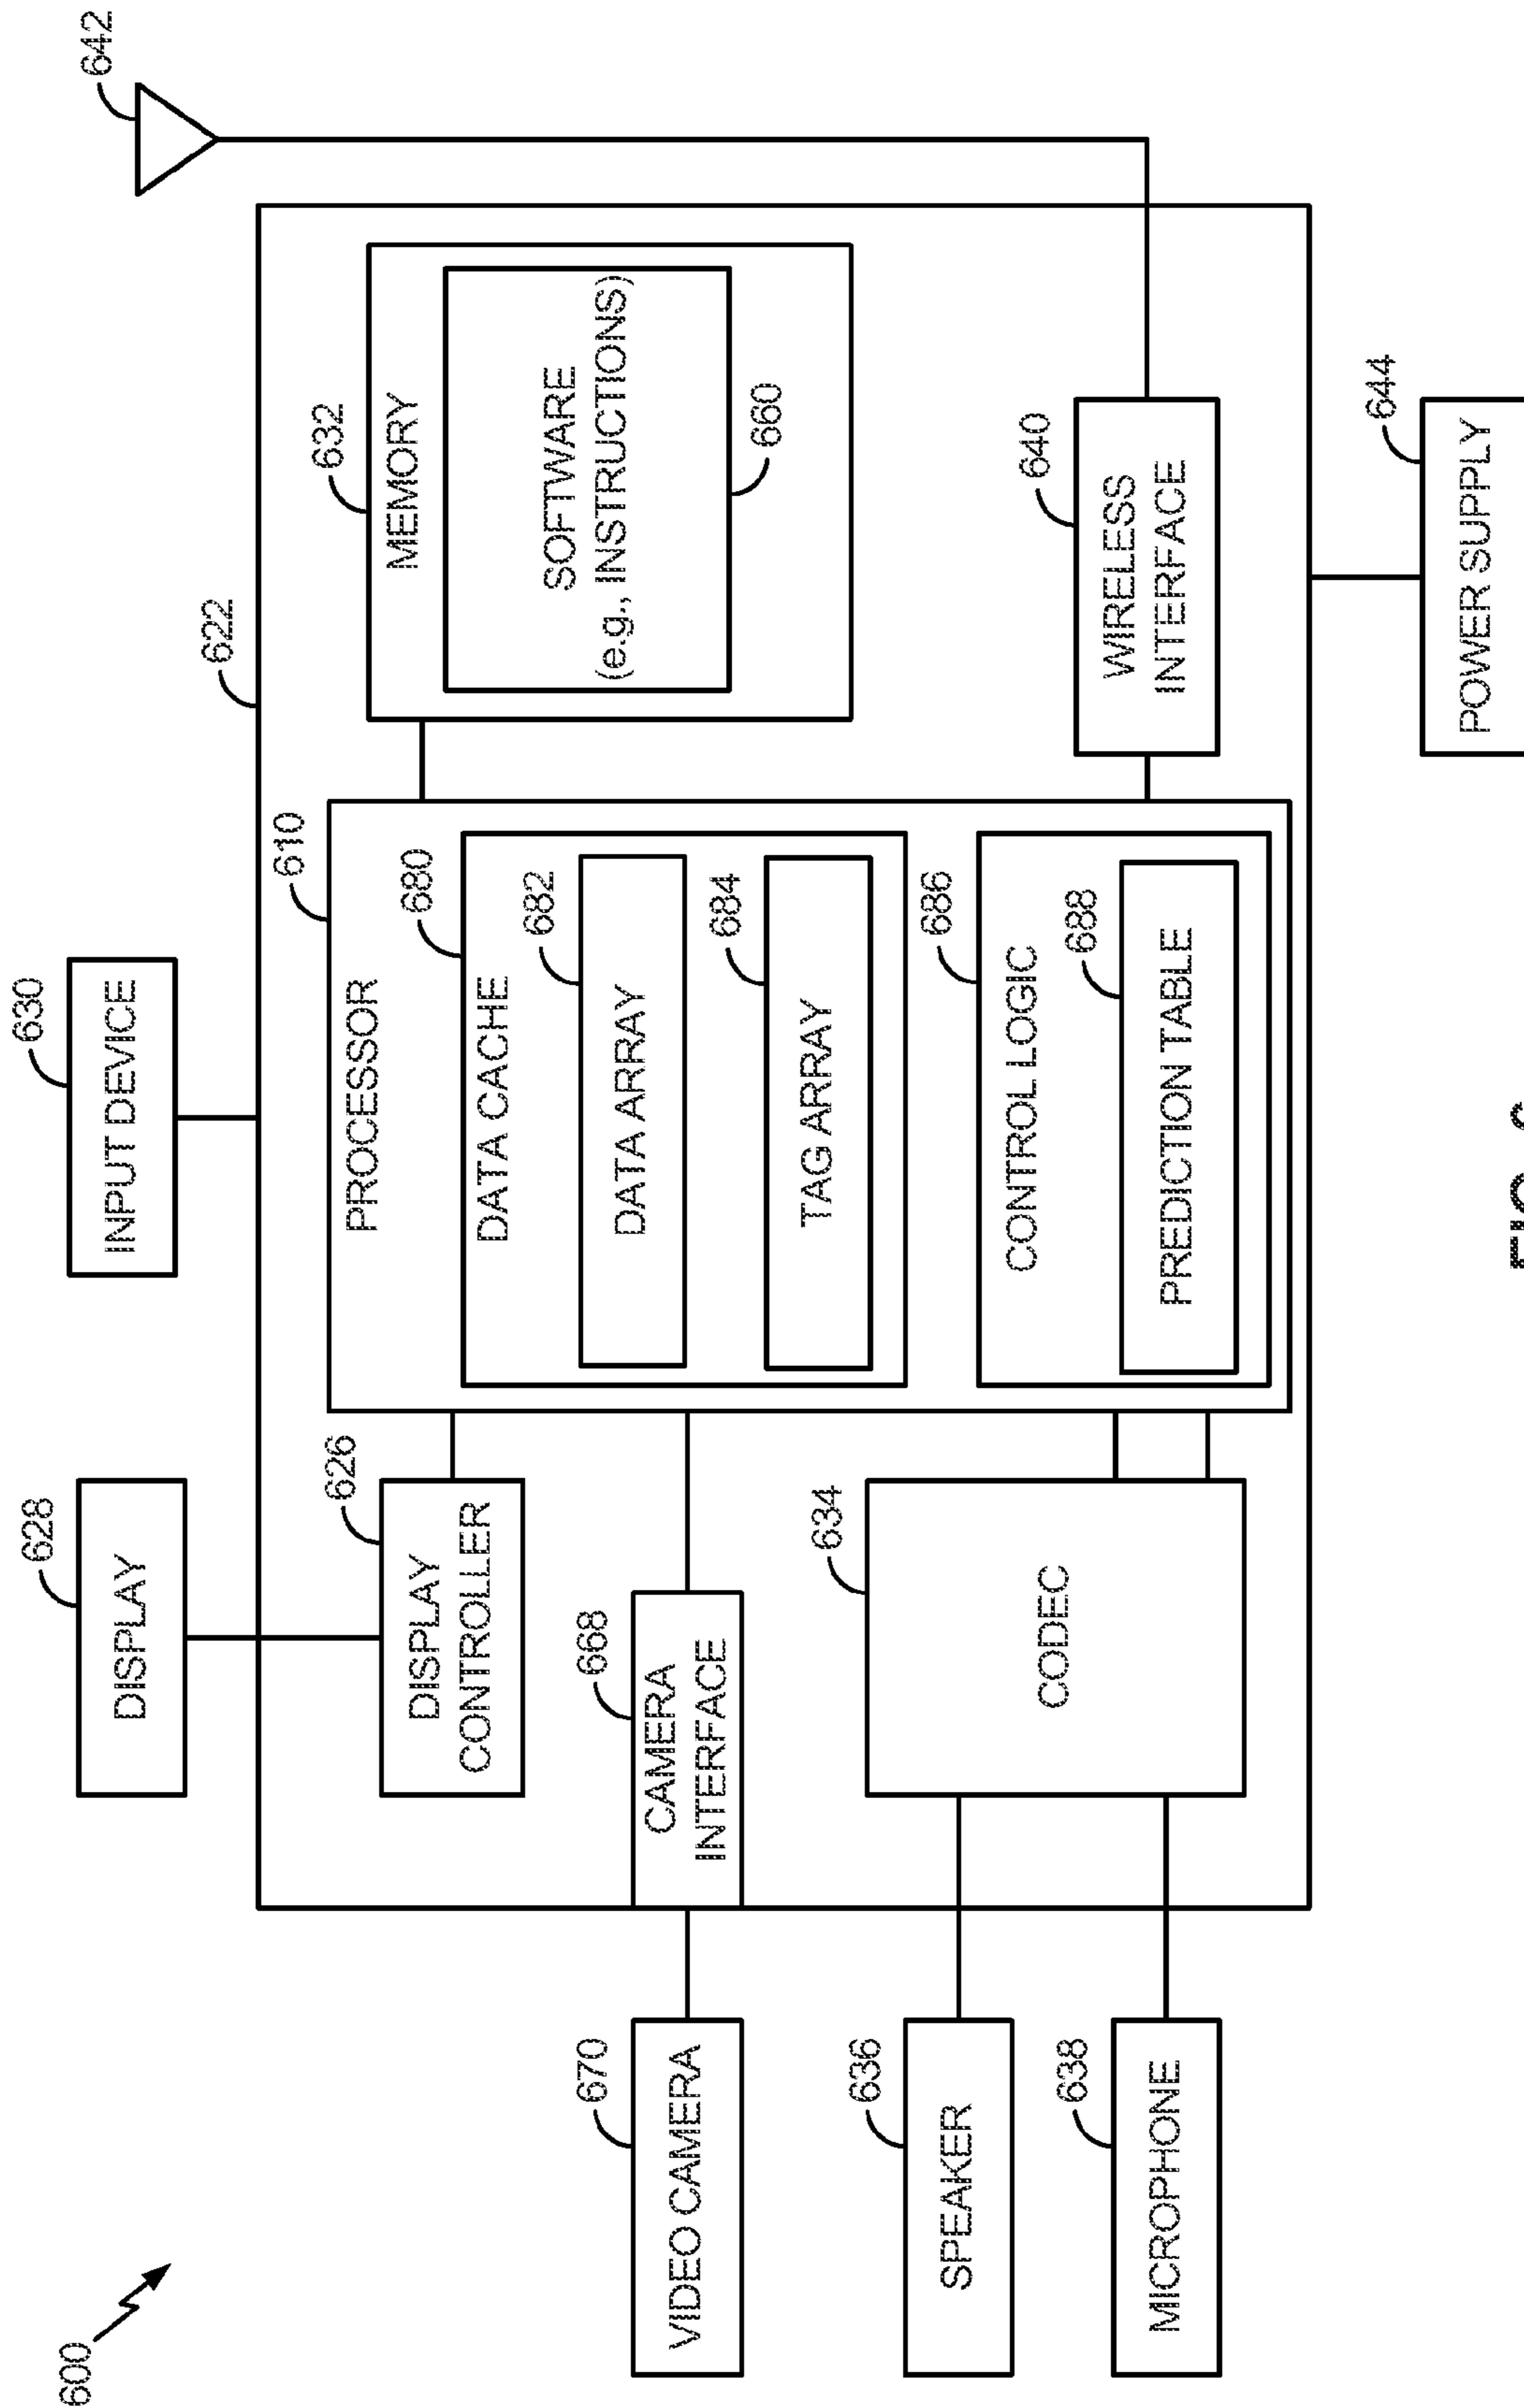 600
628
DISPLAY
630
INPUT DEVICE
622
642
626
DISPLAY
CONTROLLER
610
PROCESSOR
680
DATA CACHE
682
DATA ARRAY
684
TAG ARRAY
686
CONTROL LOGIC
688
PREDICTION TABLE
632
MEMORY
SOFTWARE
(e.g., INSTRUCTIONS)
660
670
VIDEO CAMERA
668
CAMERA
INTERFACE
636
SPEAKER
638
MICROPHONE
634
CODEC
640
WIRELESS
INTERFACE
644
POWER SUPPLY